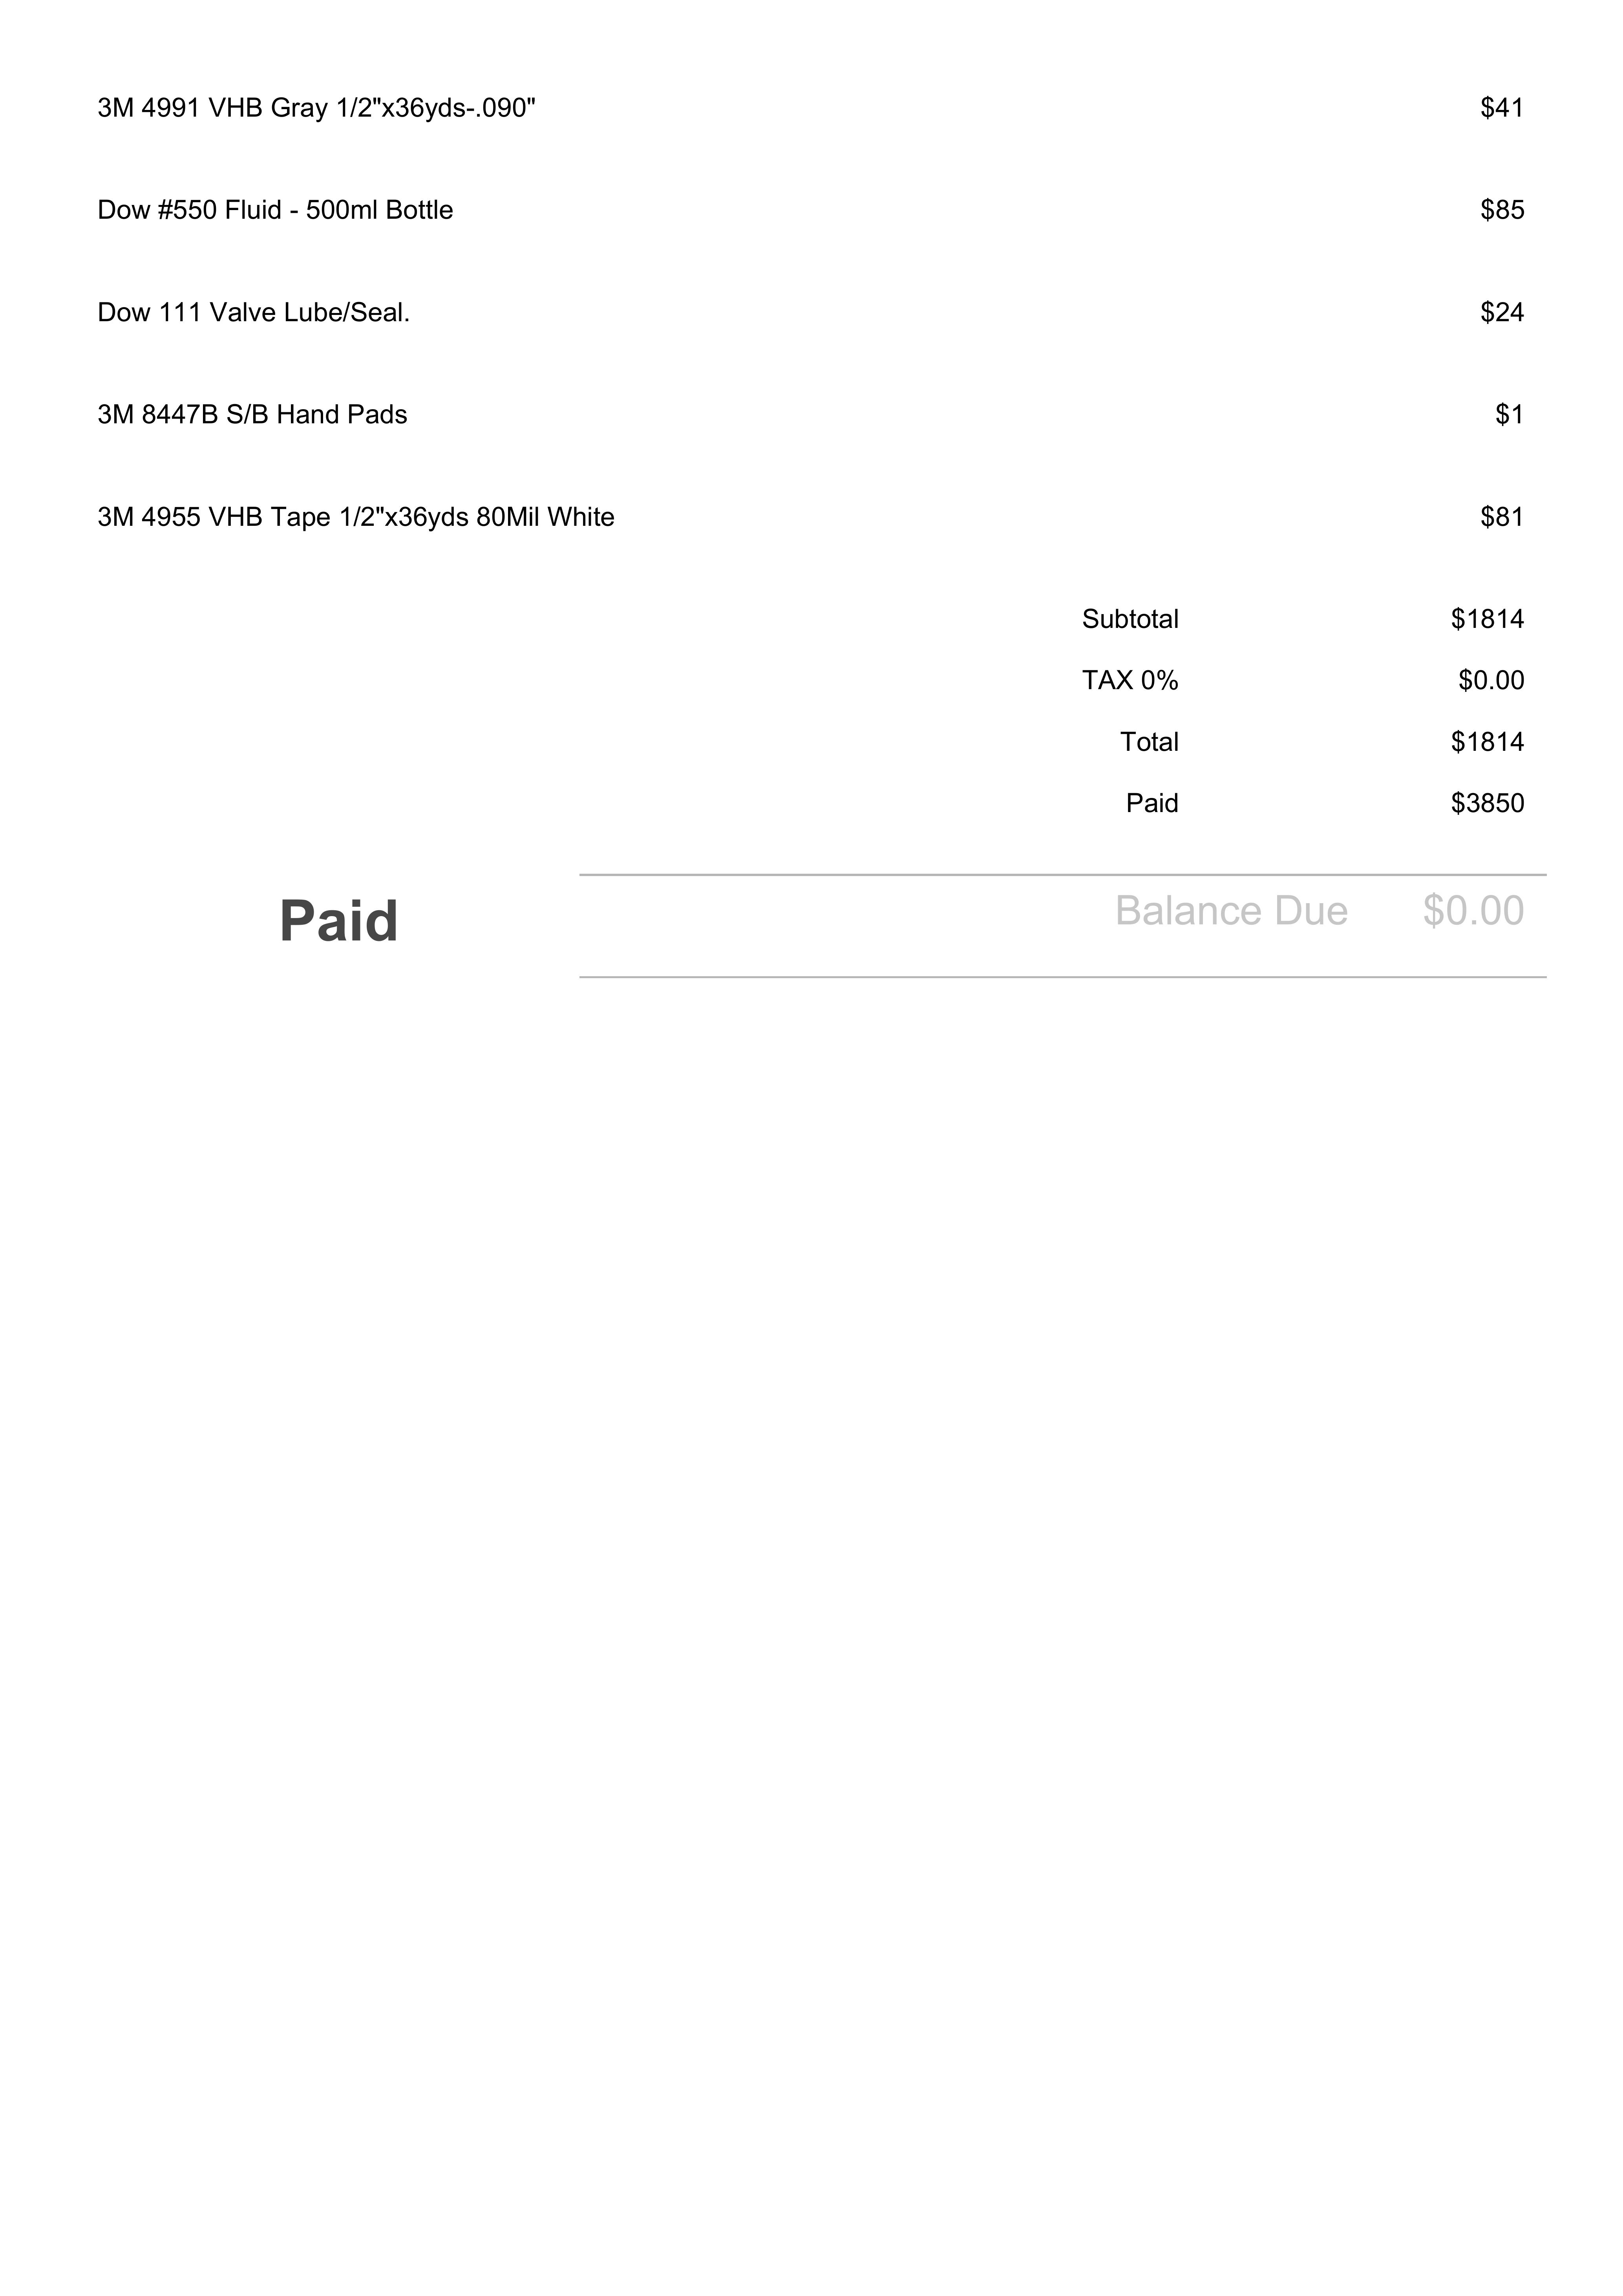 3M 4991 VHB Gray 1/2"x36yds-.090" $41
Dow #550 Fluid - 500ml Bottle $85
Dow 111 Valve Lube/Seal. $24
3M 8447B S/B Hand Pads $1
3M 4955 VHB Tape 1/2"x36yds 80Mil White $81
Subtotal $1814
TAX 0% $0.00
Total $1814
Paid $3850
Paid Balance Due $0.00